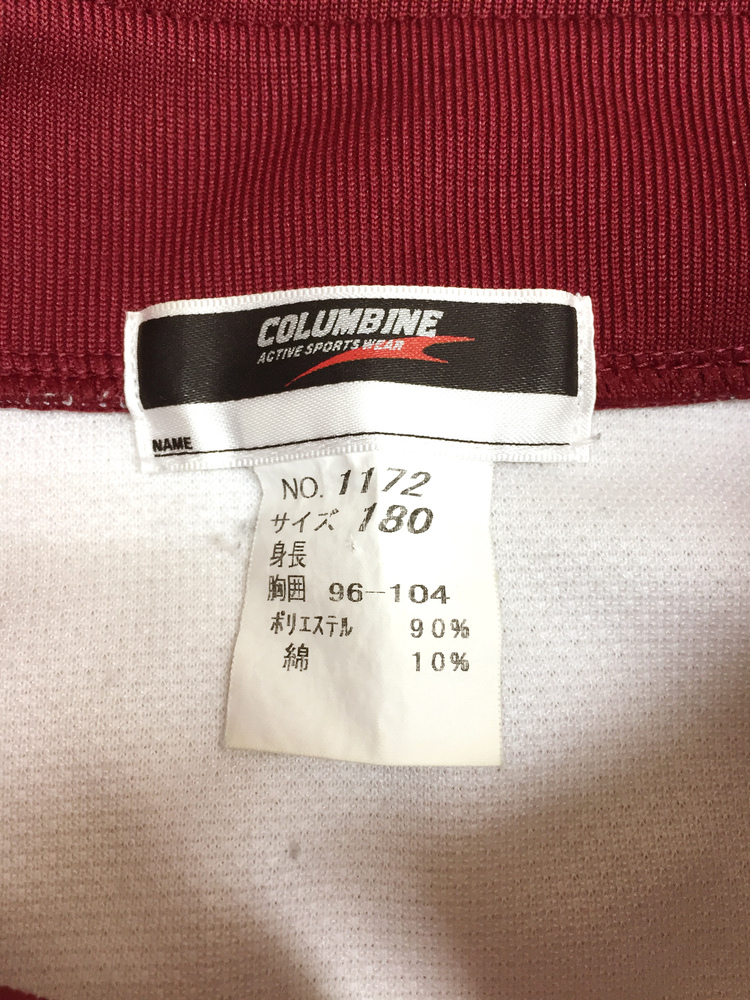 COLUMBINE
ACTIVE SPORTS WEAR
NAME
NO. 1172
サイズ 180
身長
胸囲 96-104
ポリエステル 90%
綿 10%